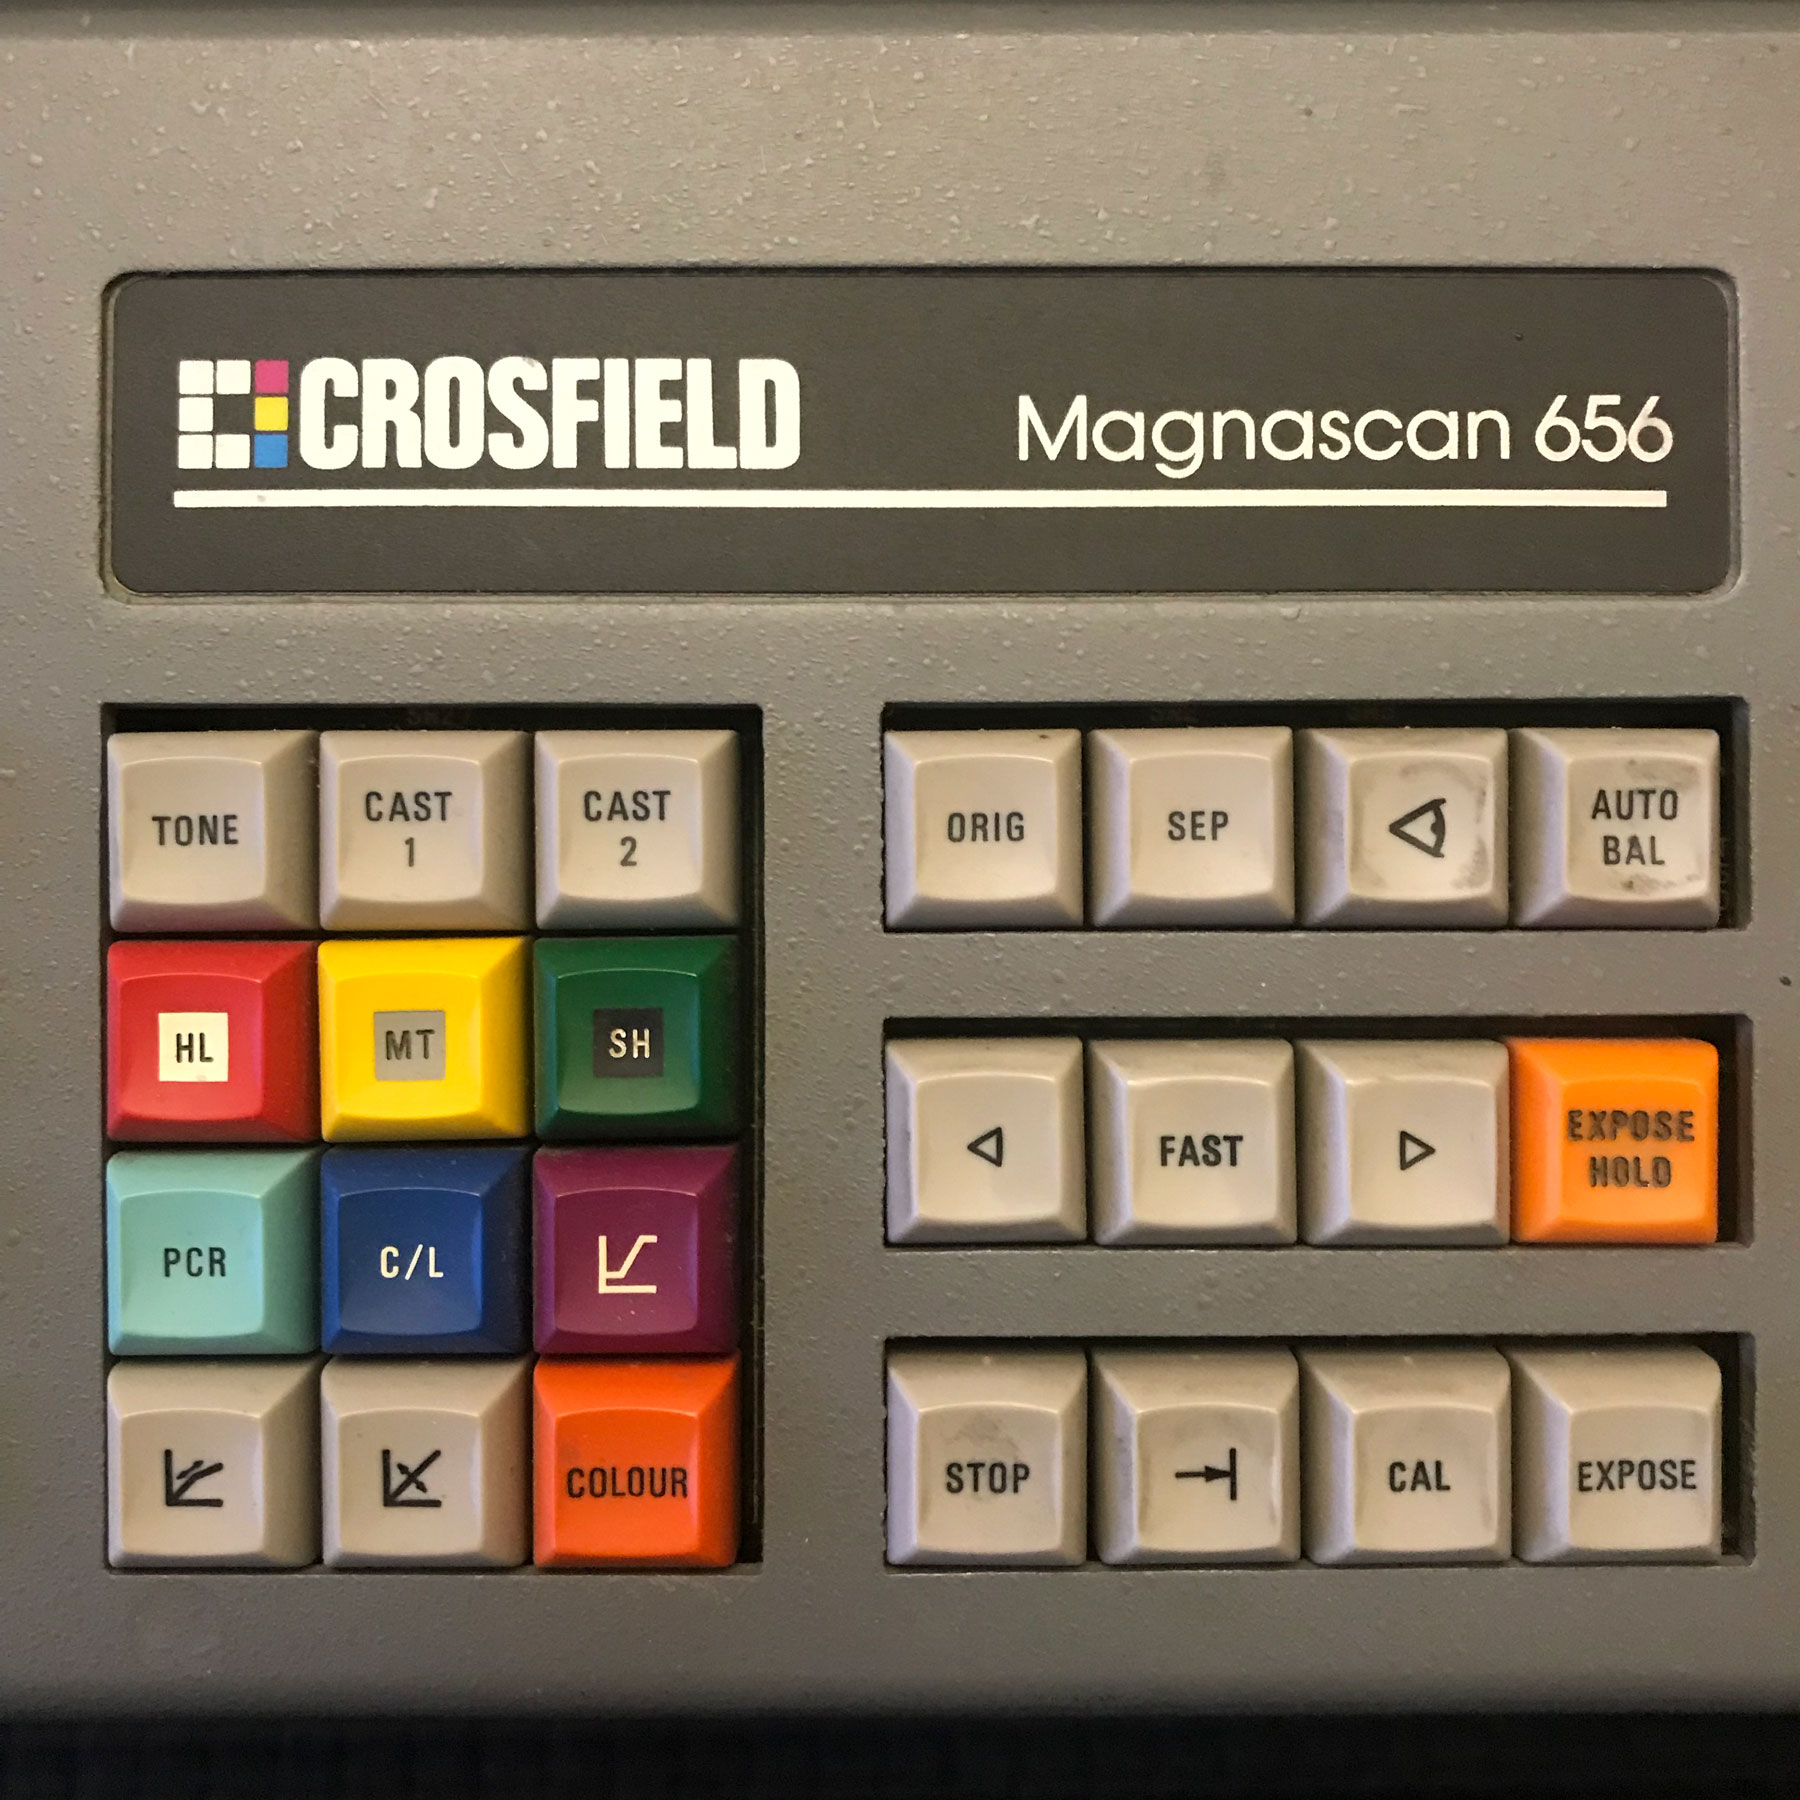 CROSFIELD
Magnascan 656
TONE
CAST
1
CAST
2
HL
MT
SH
PCR
C/L
COLOUR
ORIG
SEP
AUTO
BAL
FAST
EXPOSE
HOLD
STOP
CAL
EXPOSE